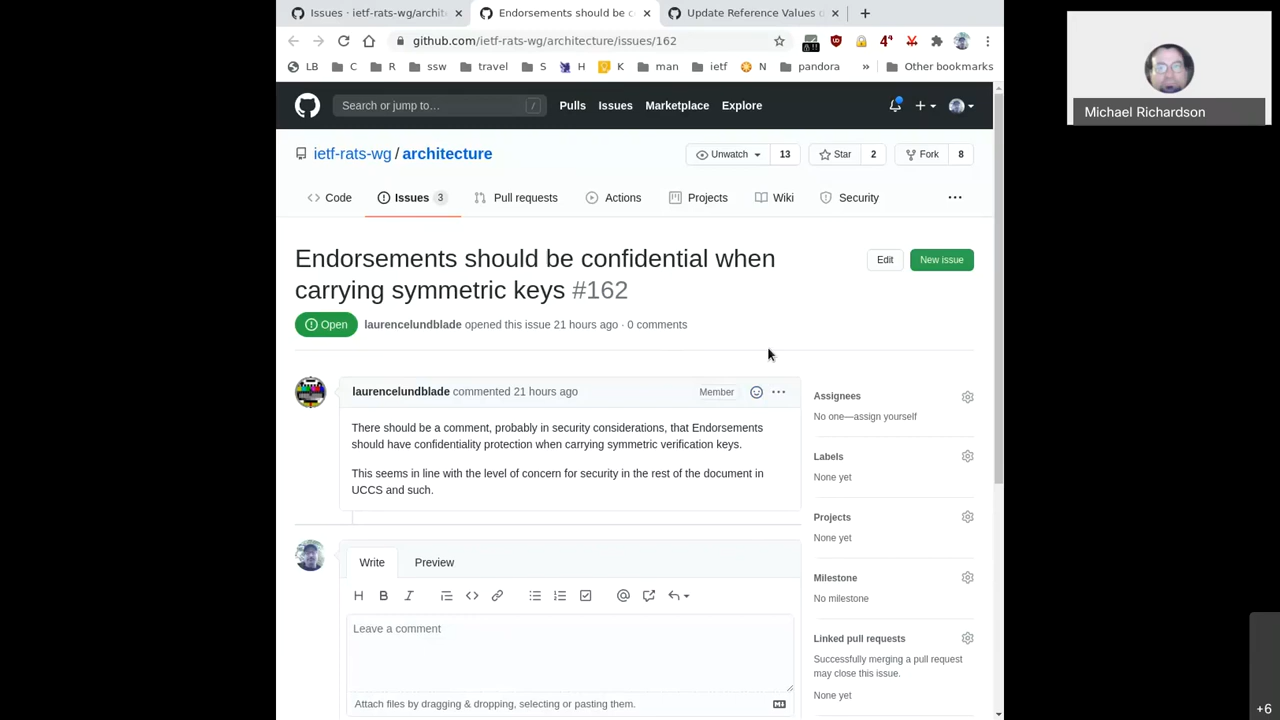 Issues · ietf-rats-wg/archit
Endorsements should be c
Update Reference Values d
github.com/ietf-rats-wg/architecture/issues/162
LB C R ssw travel S H K man ietf N pandora » Other bookmarks
Search or jump to… / Pulls Issues Marketplace Explore
ietf-rats-wg / architecture
Unwatch 13 Star 2 Fork 8
Code Issues 3 Pull requests Actions Projects Wiki Security
Endorsements should be confidential when
carrying symmetric keys #162
Edit New issue
Open laurencelundblade opened this issue 21 hours ago · 0 comments
laurencelundblade commented 21 hours ago Member
There should be a comment, probably in security considerations, that Endorsements
should have confidentiality protection when carrying symmetric verification keys.
This seems in line with the level of concern for security in the rest of the document in
UCCS and such.
Write Preview
Leave a comment
Attach files by dragging & dropping, selecting or pasting them.
Assignees
No one—assign yourself
Labels
None yet
Projects
None yet
Milestone
No milestone
Linked pull requests
Successfully merging a pull request
may close this issue.
None yet
Michael Richardson
+6